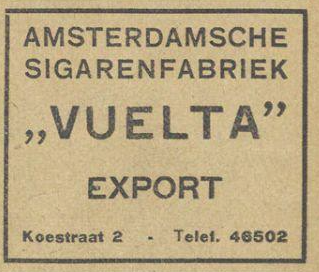 AMSTERDAMSCHE
SIGARENFABRIEK
„VUELTA”
EXPORT
Koestraat 2 - Telef. 46502